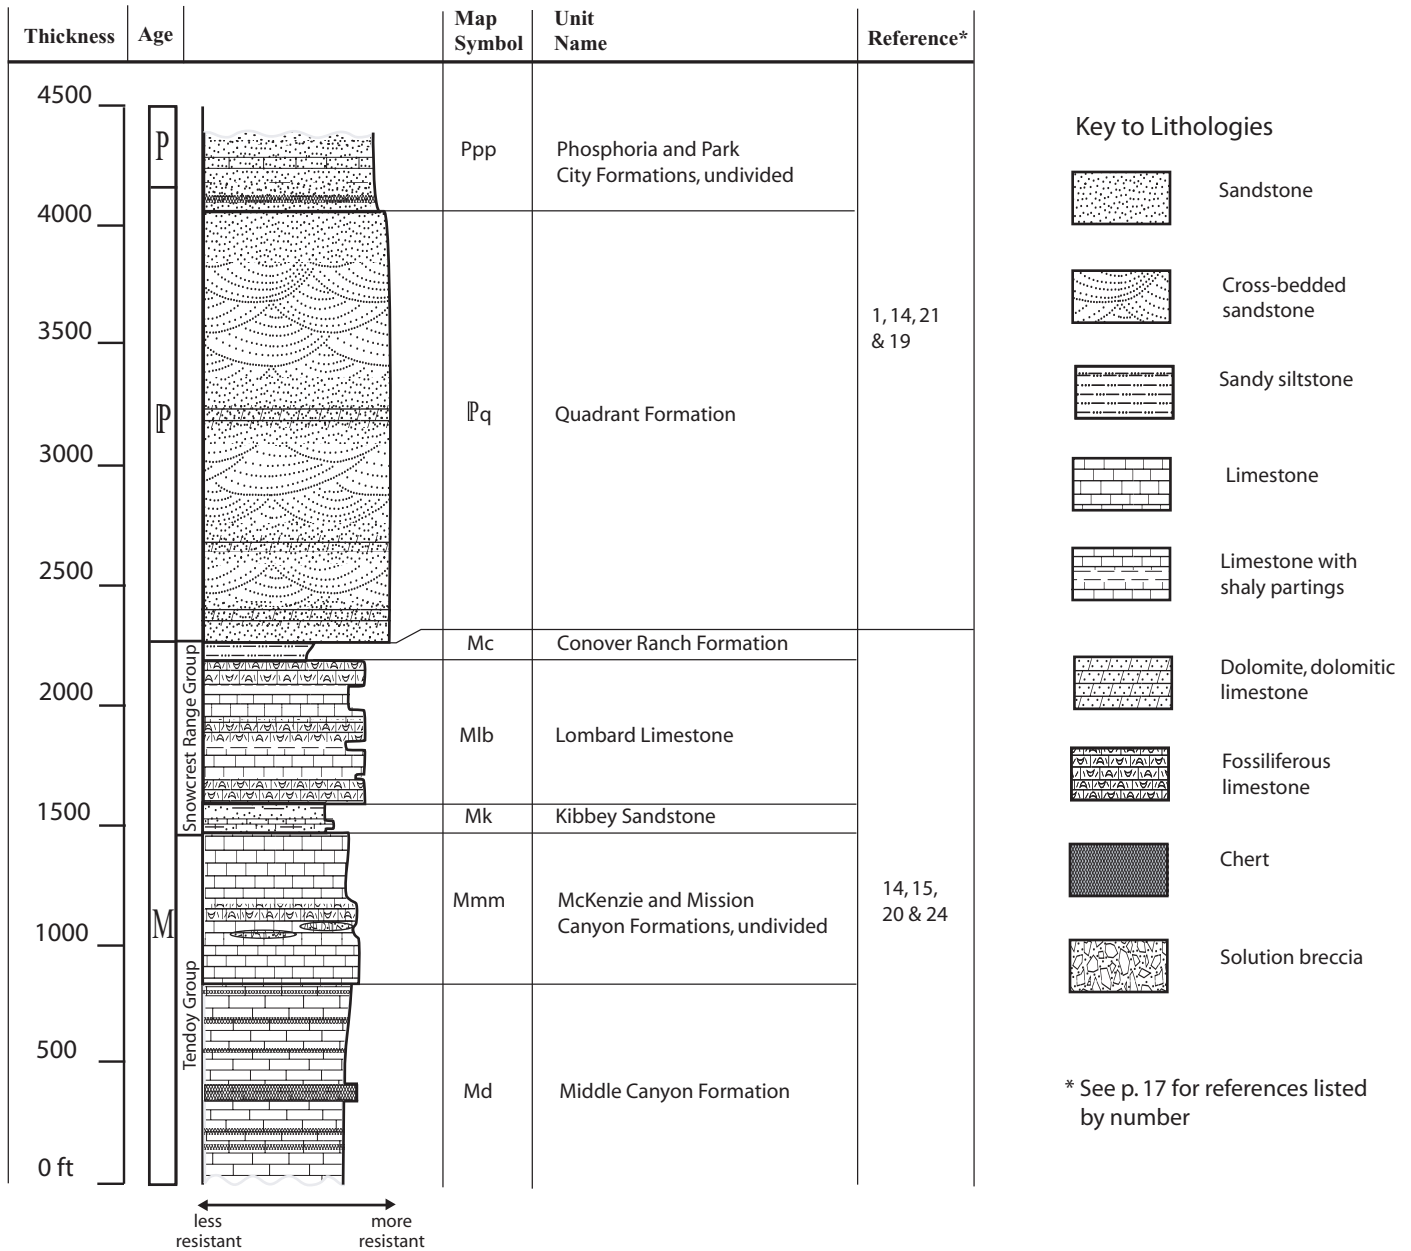 Thickness
Age
Map
Symbol
Unit
Name
Reference*
4500
4000
3500
3000
2500
2000
1500
1000
500
0 ft
P
ℙ
M
Snowcrest Range Group
Tendoy Group
Ppp
Phosphoria and Park
City Formations, undivided
ℙq
Quadrant Formation
1, 14, 21
& 19
Mc
Conover Ranch Formation
Mlb
Lombard Limestone
Mk
Kibbey Sandstone
Mmm
McKenzie and Mission
Canyon Formations, undivided
14, 15,
20 & 24
Md
Middle Canyon Formation
less
resistant
more
resistant
Key to Lithologies
Sandstone
Cross-bedded
sandstone
Sandy siltstone
Limestone
Limestone with
shaly partings
Dolomite, dolomitic
limestone
Fossiliferous
limestone
Chert
Solution breccia
* See p. 17 for references listed
by number